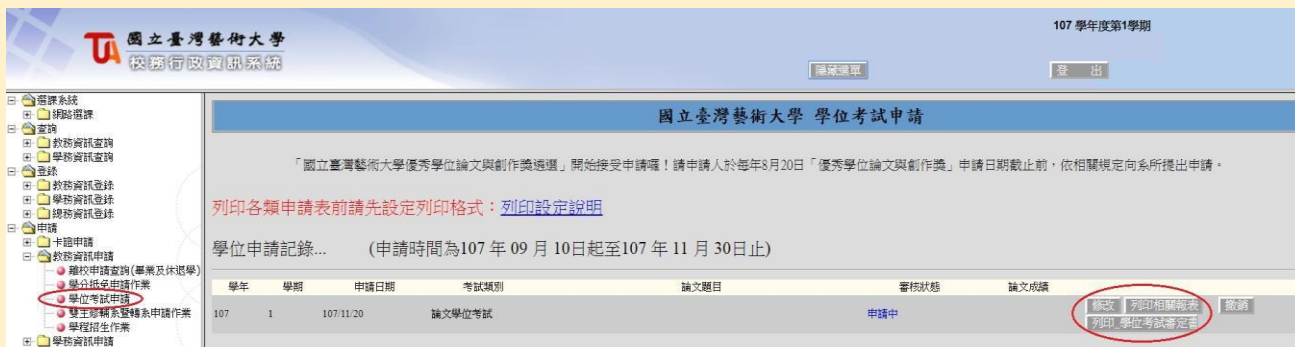 107 學年度第1學期
國立臺灣藝術大學
校務行政資訊系統
隱藏選單
登 出
選課系統
網路選課
查詢
教務資訊查詢
學務資訊查詢
登錄
教務資訊登錄
學務資訊登錄
總務資訊登錄
申請
卡證申請
教務資訊申請
離校申請查詢(畢業及休退學)
學分抵免申請作業
學位考試申請
雙主修輔系暨轉系申請作業
學程招生作業
學務資訊申請
國立臺灣藝術大學 學位考試申請
「國立臺灣藝術大學優秀學位論文與創作獎遴選」開始接受申請囉！請申請人於每年8月20日「優秀學位論文與創作獎」申請日期截止前，依相關規定向系所提出申請。
列印各類申請表前請先設定列印格式：列印設定說明
學位申請記錄... (申請時間為107 年 09 月 10日起至107 年 11 月 30日止)
學年 學期 申請日期 考試類別 論文題目 審核狀態 論文成績
107 1 107/11/20 論文學位考試 申請中 修改 列印相關報表 撤銷
列印_學位考試審定書